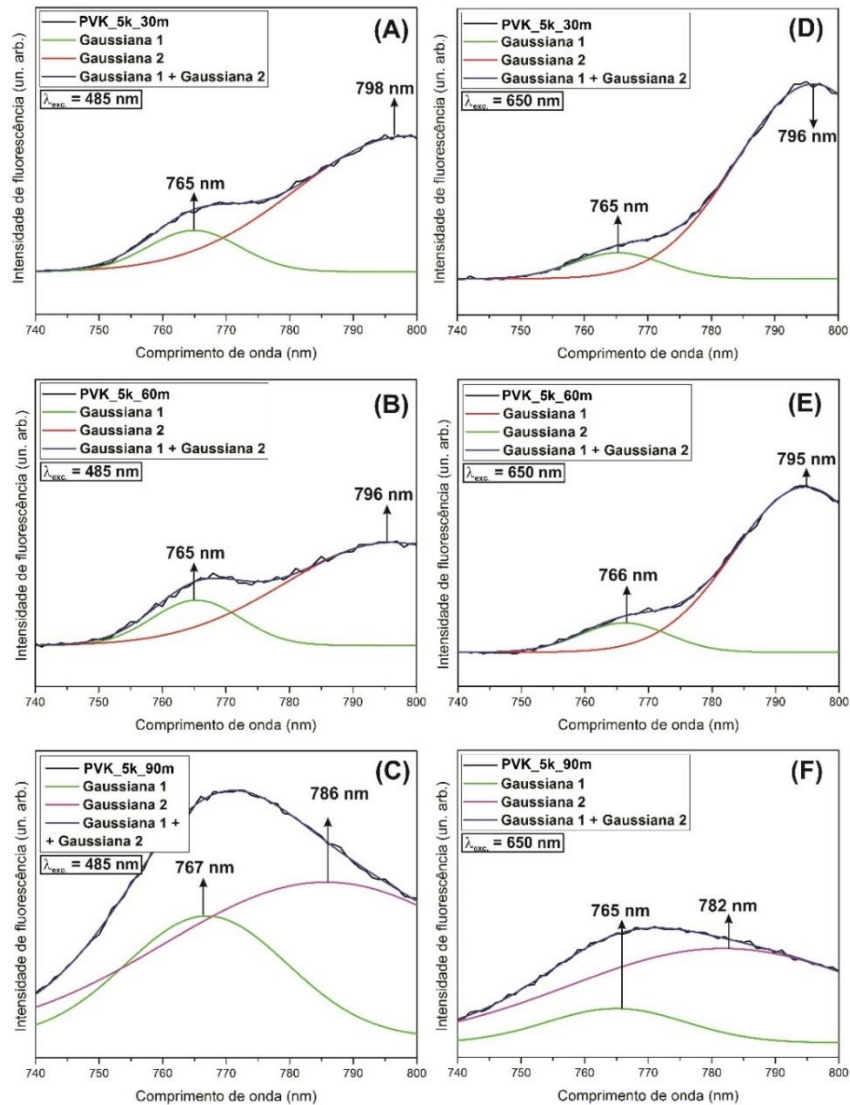 PVK_5k_30m
Gaussiana 1
Gaussiana 2
Gaussiana 1 + Gaussiana 2
λexc. = 485 nm
(A)
798 nm
765 nm
Intensidade de fluorescência (un. arb.)
740 750 760 770 780 790 800
Comprimento de onda (nm)
PVK_5k_30m
Gaussiana 1
Gaussiana 2
Gaussiana 1 + Gaussiana 2
λexc. = 650 nm
(D)
796 nm
765 nm
Intensidade de fluorescência (un. arb.)
740 750 760 770 780 790 800
Comprimento de onda (nm)
PVK_5k_60m
Gaussiana 1
Gaussiana 2
Gaussiana 1 + Gaussiana 2
λexc. = 485 nm
(B)
796 nm
765 nm
Intensidade de fluorescência (un. arb.)
740 750 760 770 780 790 800
Comprimento de onda (nm)
PVK_5k_60m
Gaussiana 1
Gaussiana 2
Gaussiana 1 + Gaussiana 2
λexc. = 650 nm
(E)
795 nm
766 nm
Intensidade de fluorescência (un. arb.)
740 750 760 770 780 790 800
Comprimento de onda (nm)
PVK_5k_90m
Gaussiana 1
Gaussiana 2
Gaussiana 1 +
+ Gaussiana 2
λexc. = 485 nm
(C)
786 nm
767 nm
Intensidade de fluorescência (un. arb.)
740 750 760 770 780 790 800
Comprimento de onda (nm)
PVK_5k_90m
Gaussiana 1
Gaussiana 2
Gaussiana 1 + Gaussiana 2
λexc. = 650 nm
(F)
765 nm
782 nm
Intensidade de fluorescência (un. arb.)
740 750 760 770 780 790 800
Comprimento de onda (nm)